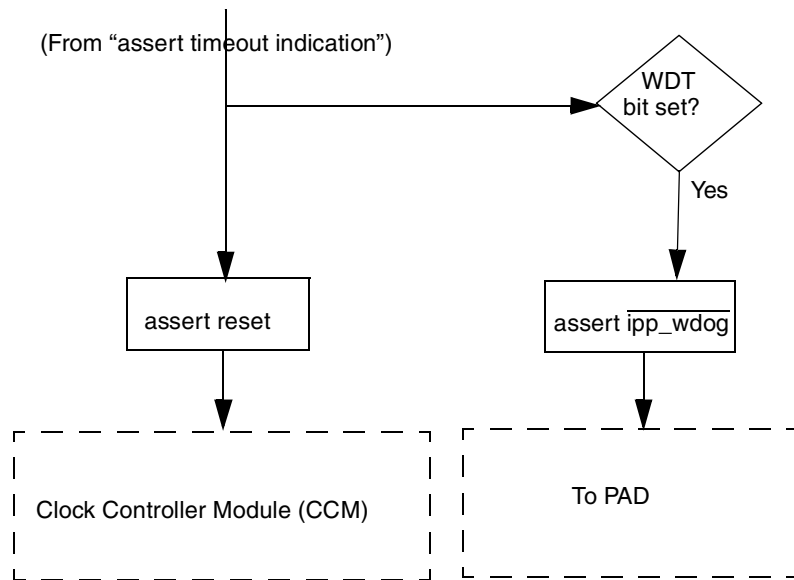 (From “assert timeout indication”)
WDT
bit set?
Yes
assert reset
assert ipp_wdog
Clock Controller Module (CCM)
To PAD